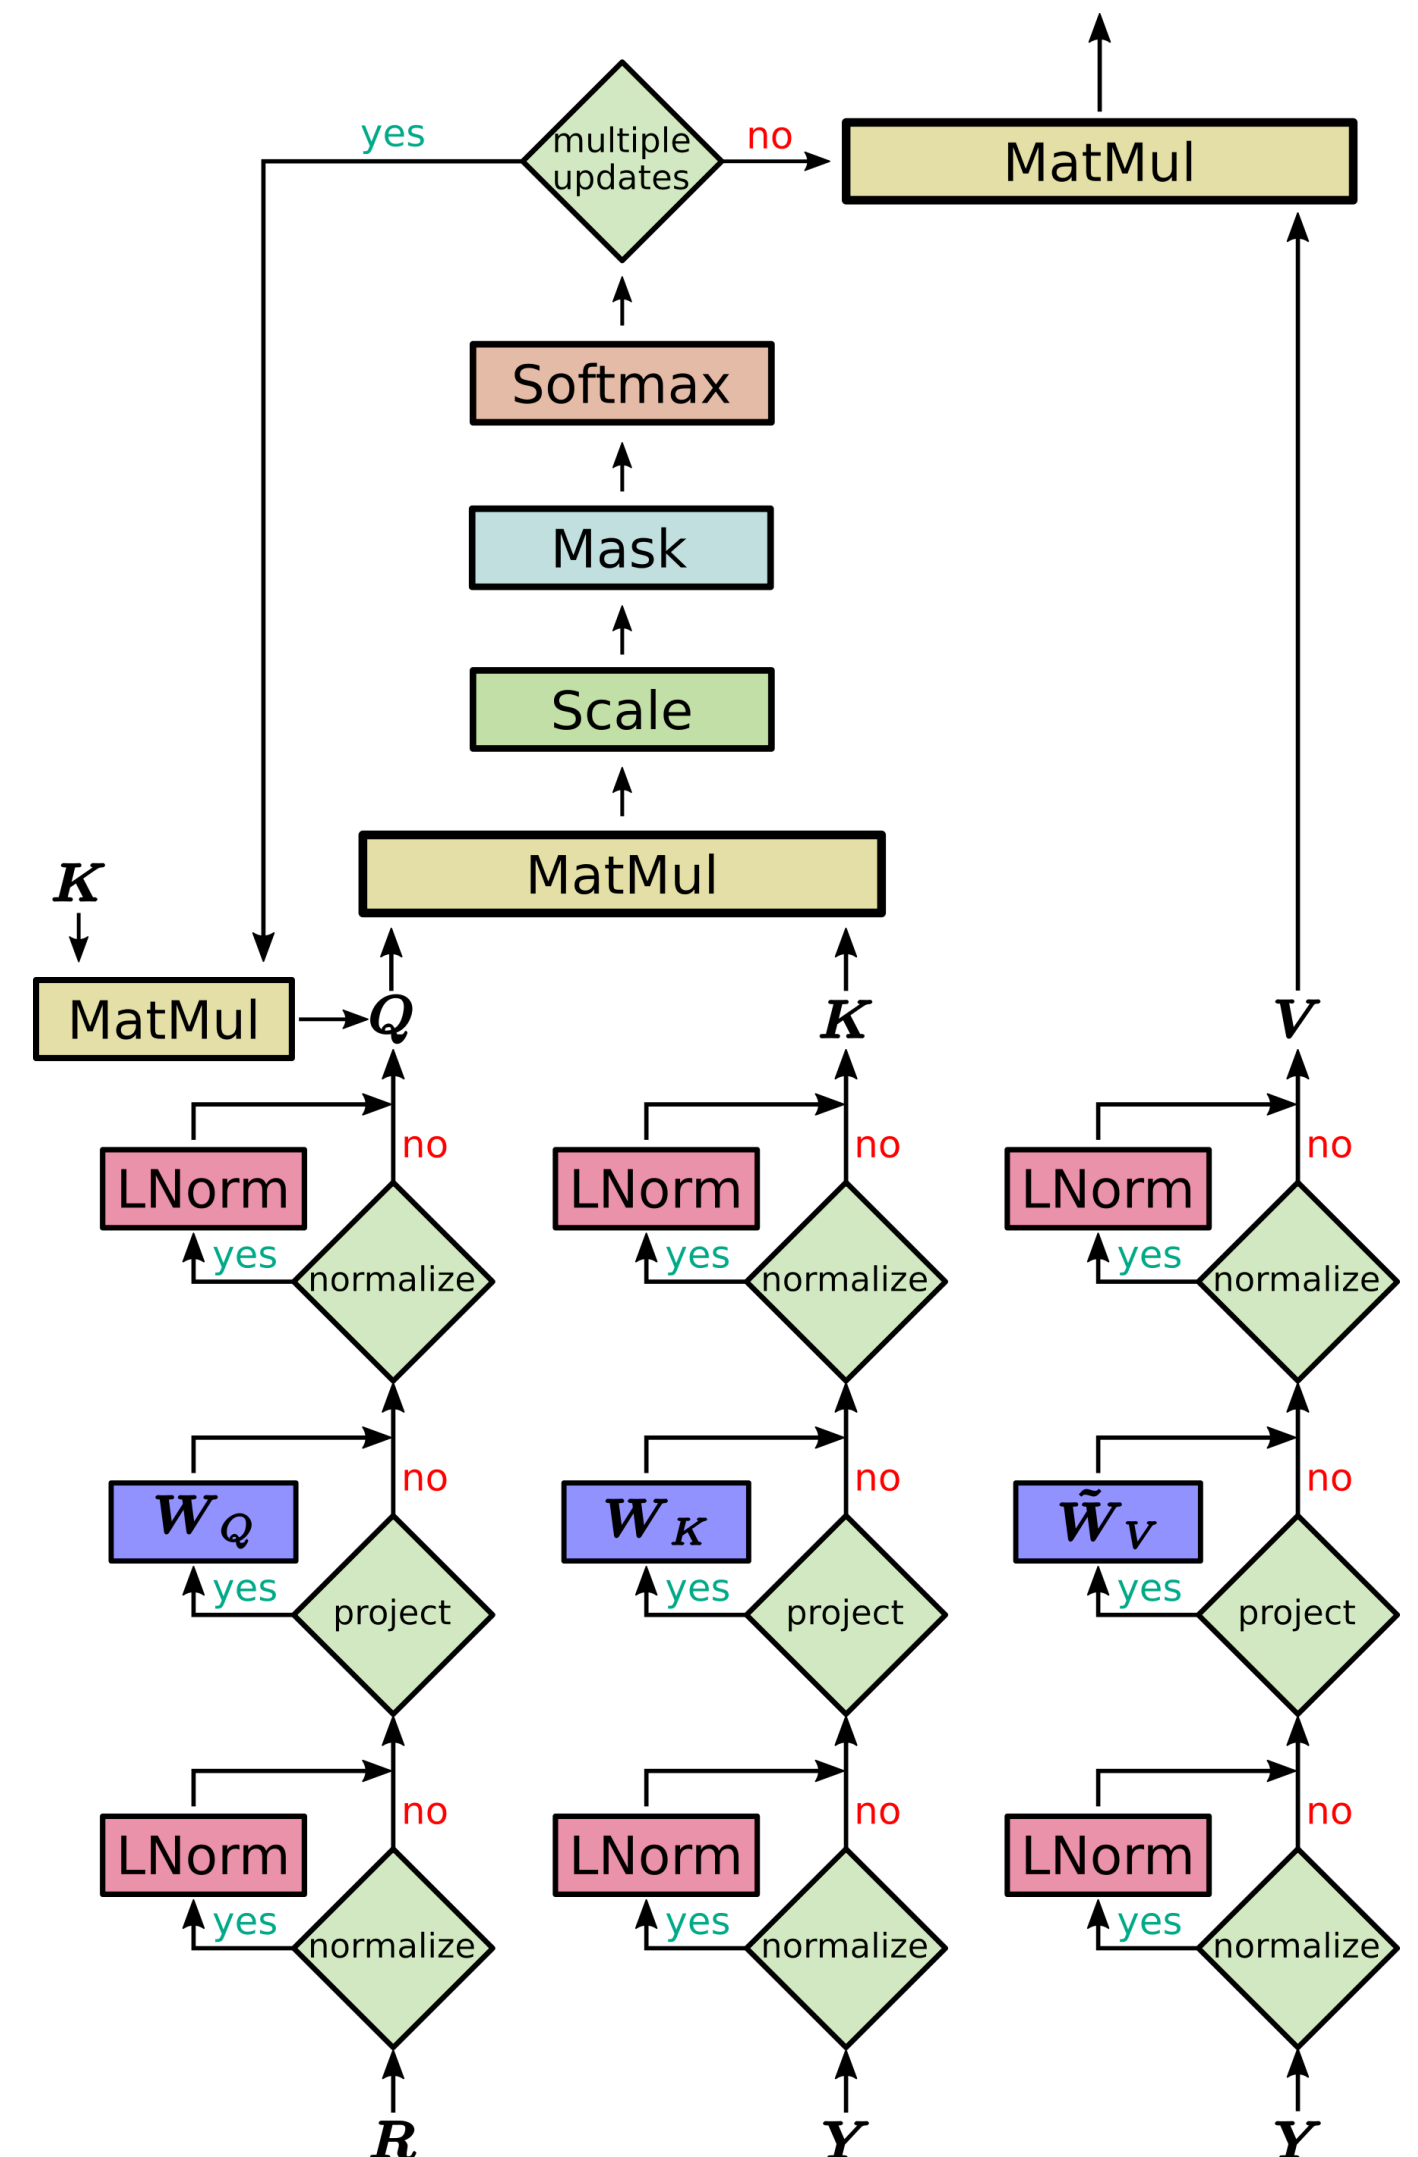 yes
multiple
updates
no
MatMul
Softmax
Mask
Scale
MatMul
K
MatMul
Q
K
V
no
no
no
LNorm
LNorm
LNorm
yes
normalize
yes
normalize
yes
normalize
no
no
no
W_Q
W_K
W̃_V
yes
project
yes
project
yes
project
no
no
no
LNorm
LNorm
LNorm
yes
normalize
yes
normalize
yes
normalize
R
Y
Y